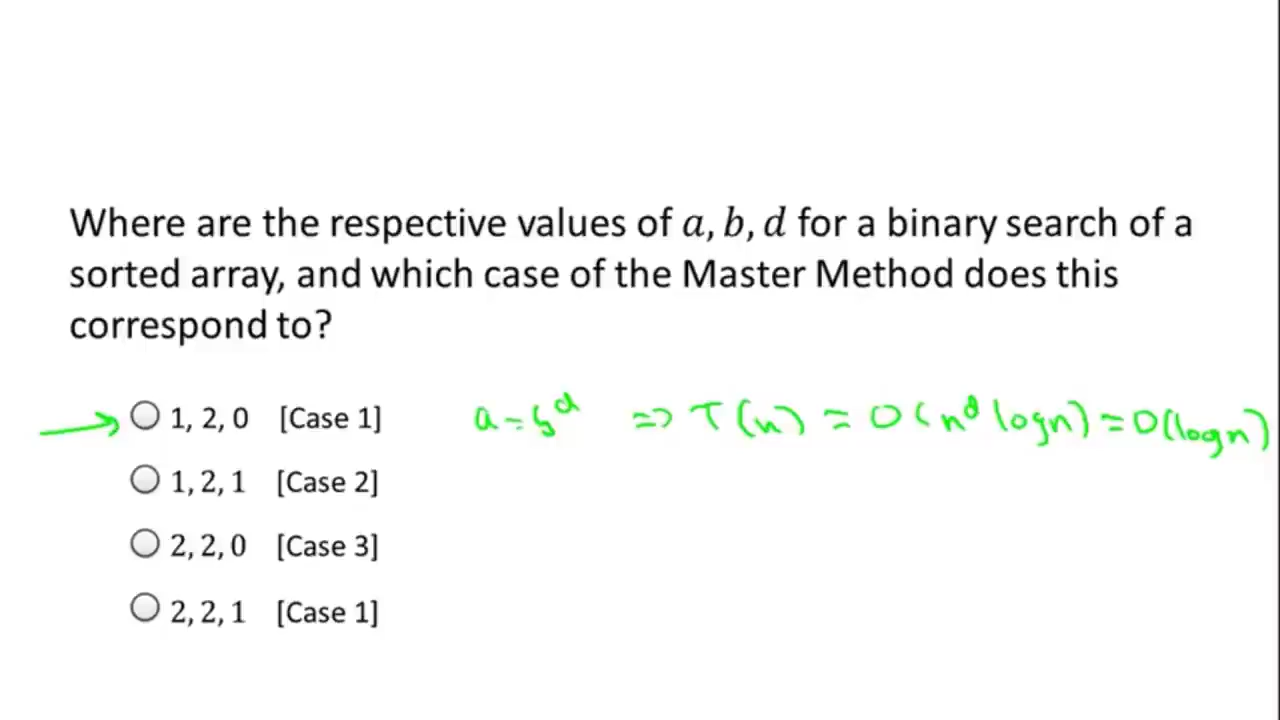 Where are the respective values of a, b, d for a binary search of a
sorted array, and which case of the Master Method does this
correspond to?
1, 2, 0 [Case 1] a = b^d => T(n) = O(n^d log n) = O(log n)
1, 2, 1 [Case 2]
2, 2, 0 [Case 3]
2, 2, 1 [Case 1]